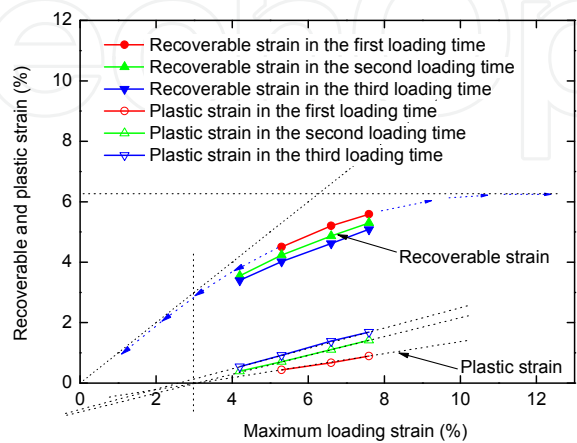 Recoverable strain in the first loading time
Recoverable strain in the second loading time
Recoverable strain in the third loading time
Plastic strain in the first loading time
Plastic strain in the second loading time
Plastic strain in the third loading time
Recoverable and plastic strain (%)
12
10
8
6
4
2
0
Recoverable strain
Plastic strain
0 2 4 6 8 10 12
Maximum loading strain (%)